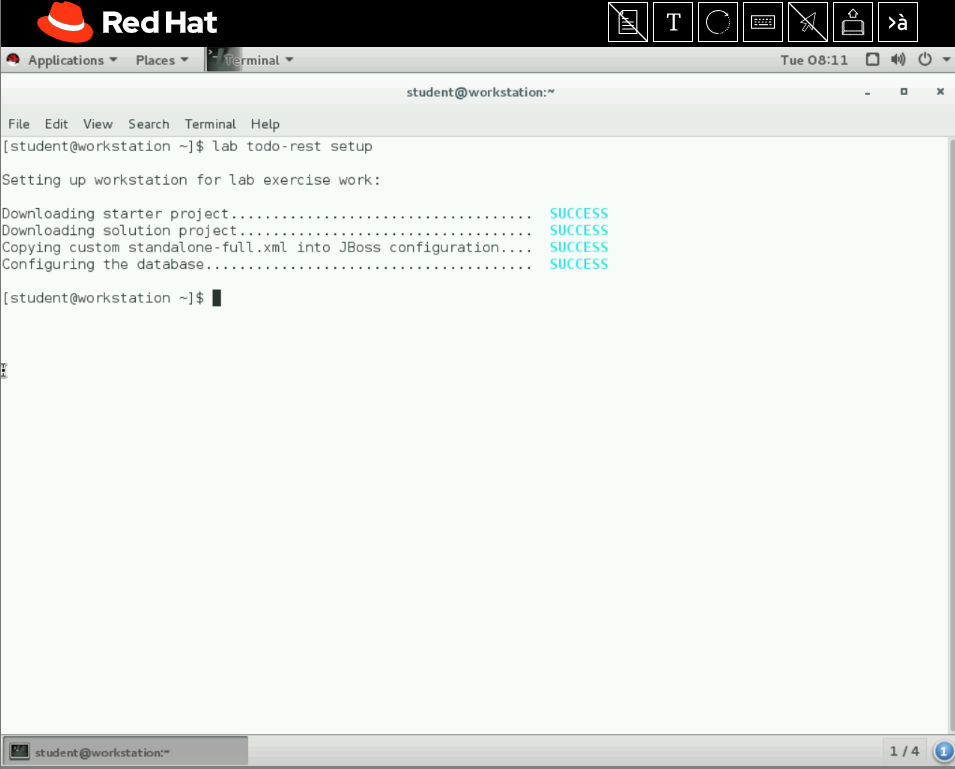 Red Hat
T
>à
Applications Places Terminal Tue 08:11
student@workstation:~
File Edit View Search Terminal Help
[student@workstation ~]$ lab todo-rest setup
Setting up workstation for lab exercise work:
Downloading starter project.................................... SUCCESS
Downloading solution project................................... SUCCESS
Copying custom standalone-full.xml into JBoss configuration.... SUCCESS
Configuring the database....................................... SUCCESS
[student@workstation ~]$
student@workstation:~ 1 / 4 1